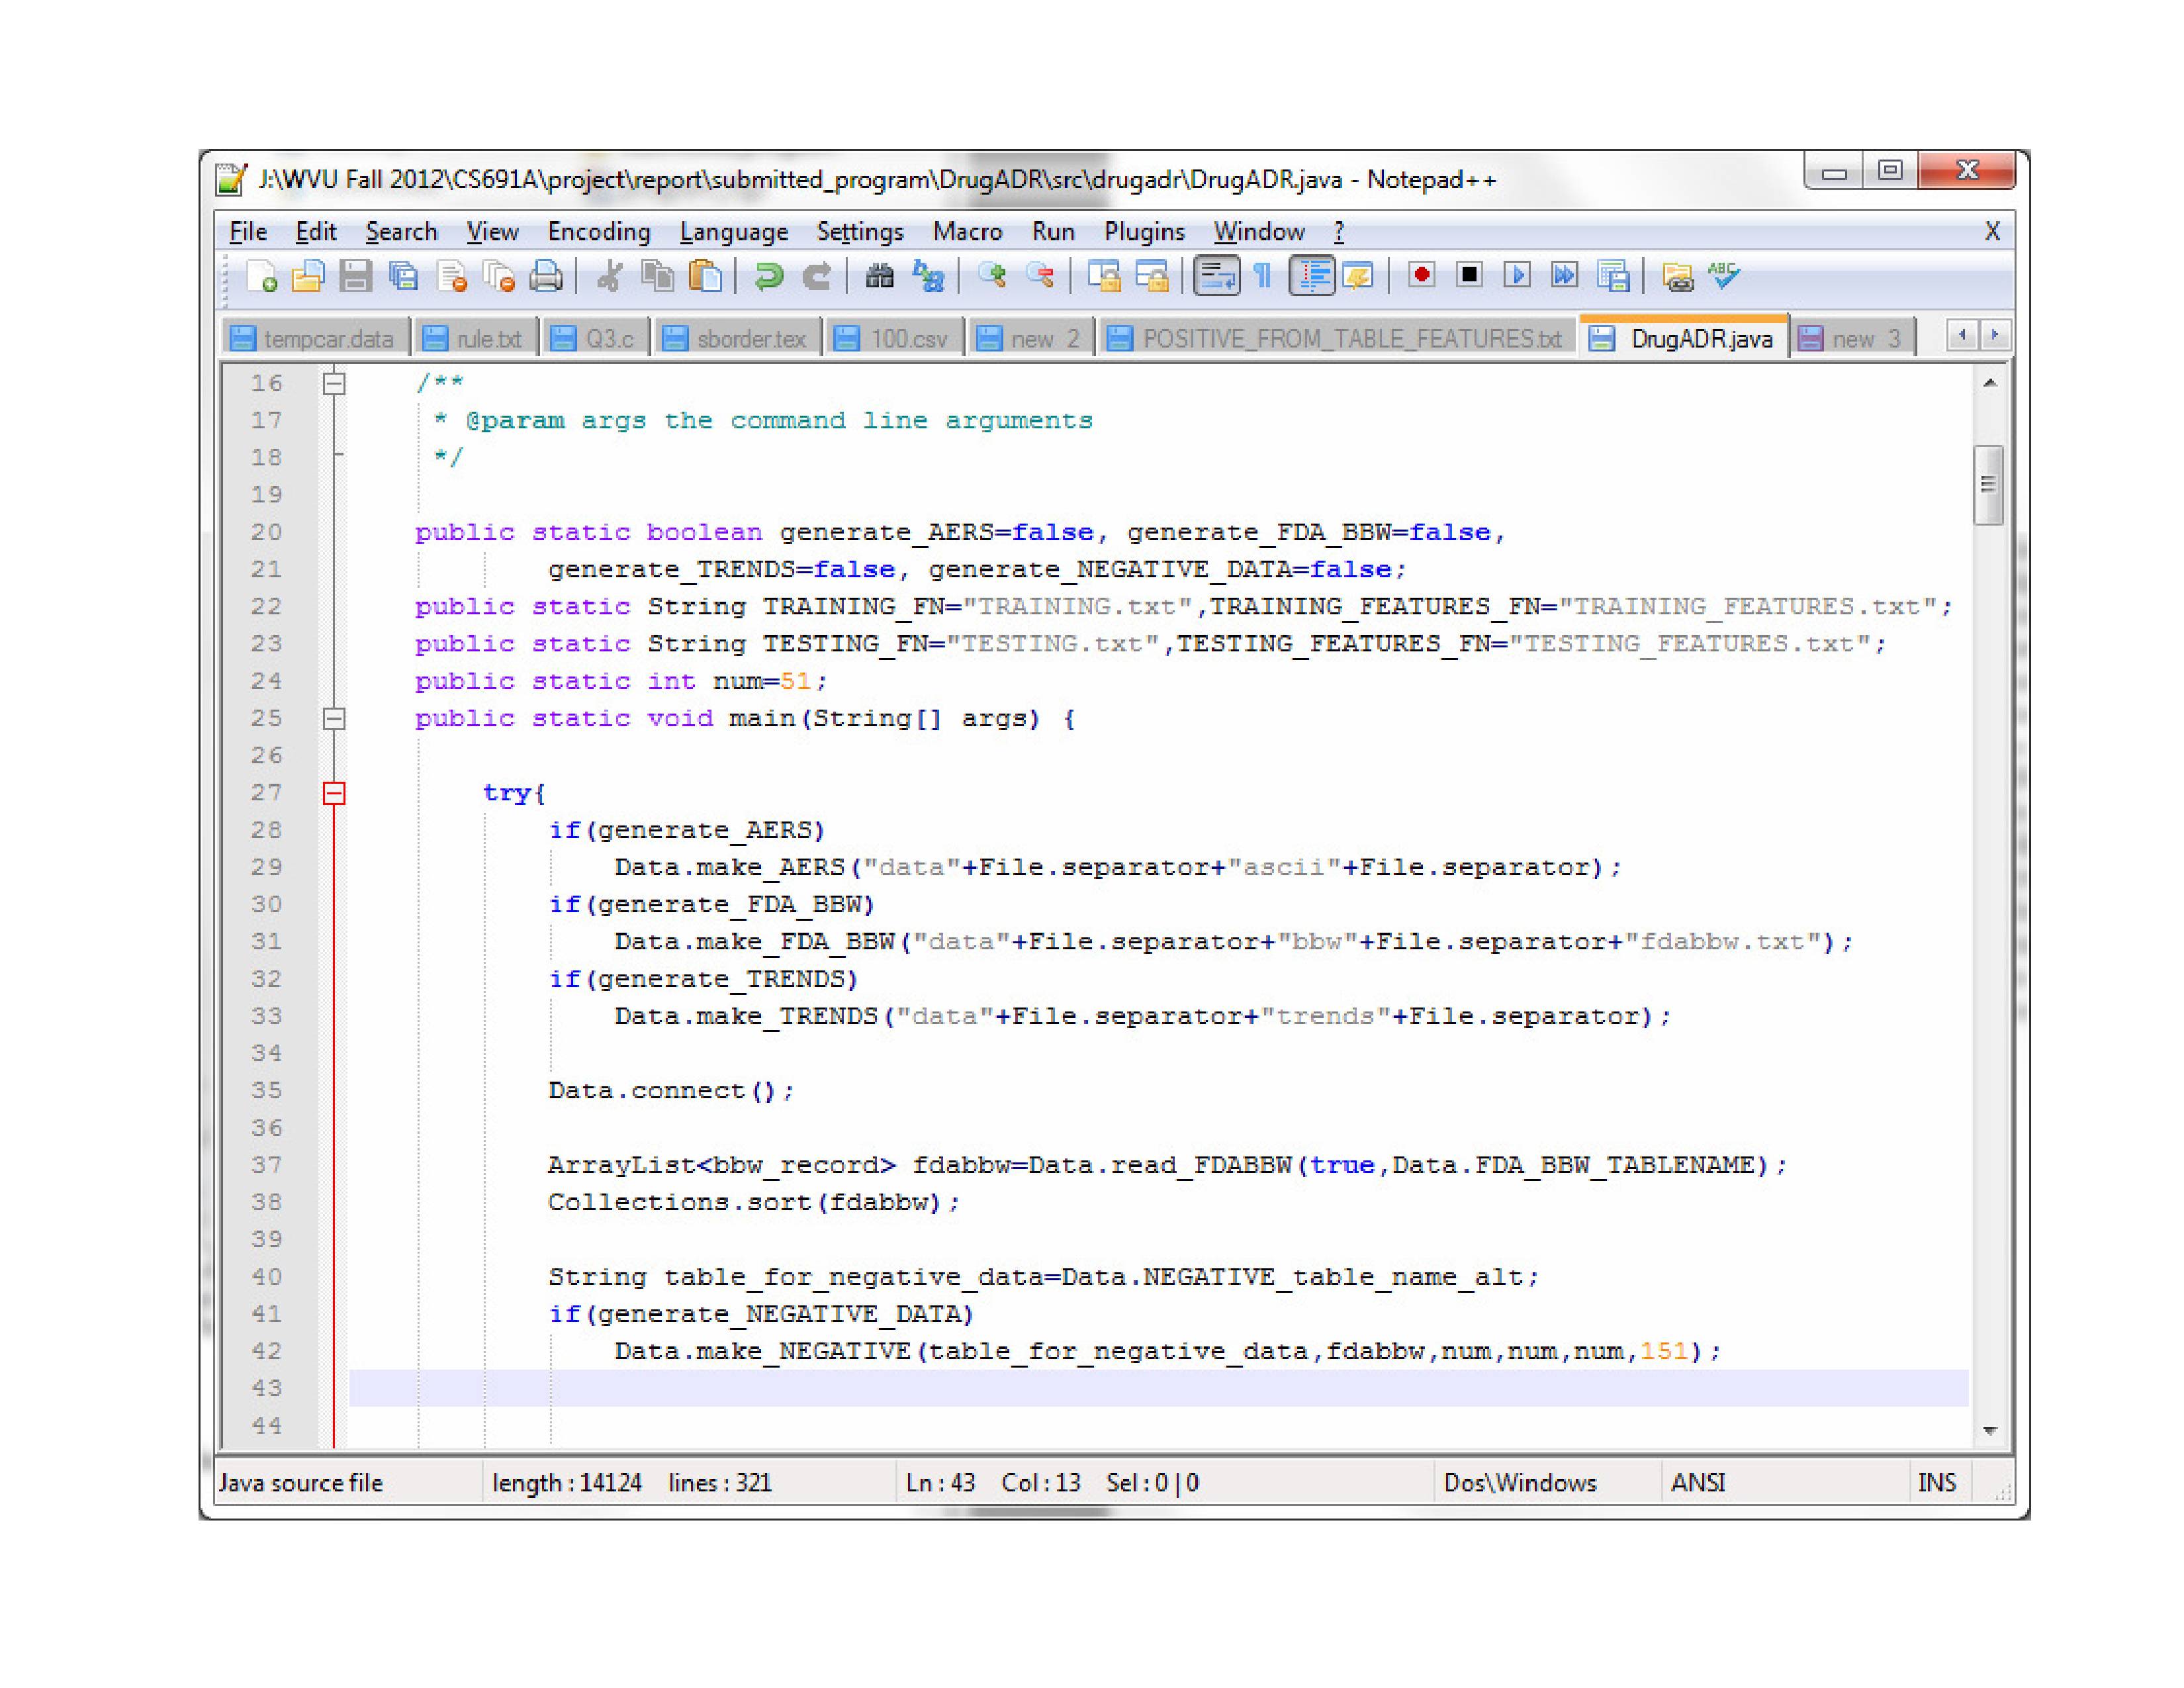 J:\WVU Fall 2012\CS691A\project\report\submitted_program\DrugADR\src\drugadr\DrugADR.java - Notepad++
File Edit Search View Encoding Language Settings Macro Run Plugins Window ? X
ABC
tempcar.data rule.txt Q3.c sborder.tex 100.csv new 2 POSITIVE_FROM_TABLE_FEATURES.txt DrugADR.java new 3
16 /**
17 * @param args the command line arguments
18 */
19
20 public static boolean generate_AERS=false, generate_FDA_BBW=false,
21 generate_TRENDS=false, generate_NEGATIVE_DATA=false;
22 public static String TRAINING_FN="TRAINING.txt",TRAINING_FEATURES_FN="TRAINING_FEATURES.txt";
23 public static String TESTING_FN="TESTING.txt",TESTING_FEATURES_FN="TESTING_FEATURES.txt";
24 public static int num=51;
25 public static void main(String[] args) {
26
27 try{
28 if(generate_AERS)
29 Data.make_AERS("data"+File.separator+"ascii"+File.separator);
30 if(generate_FDA_BBW)
31 Data.make_FDA_BBW("data"+File.separator+"bbw"+File.separator+"fdabbw.txt");
32 if(generate_TRENDS)
33 Data.make_TRENDS("data"+File.separator+"trends"+File.separator);
34
35 Data.connect();
36
37 ArrayList<bbw_record> fdabbw=Data.read_FDABBW(true,Data.FDA_BBW_TABLENAME);
38 Collections.sort(fdabbw);
39
40 String table_for_negative_data=Data.NEGATIVE_table_name_alt;
41 if(generate_NEGATIVE_DATA)
42 Data.make_NEGATIVE(table_for_negative_data,fdabbw,num,num,num,151);
43
44
Java source file length : 14124 lines : 321 Ln : 43 Col : 13 Sel : 0 | 0 Dos\Windows ANSI INS